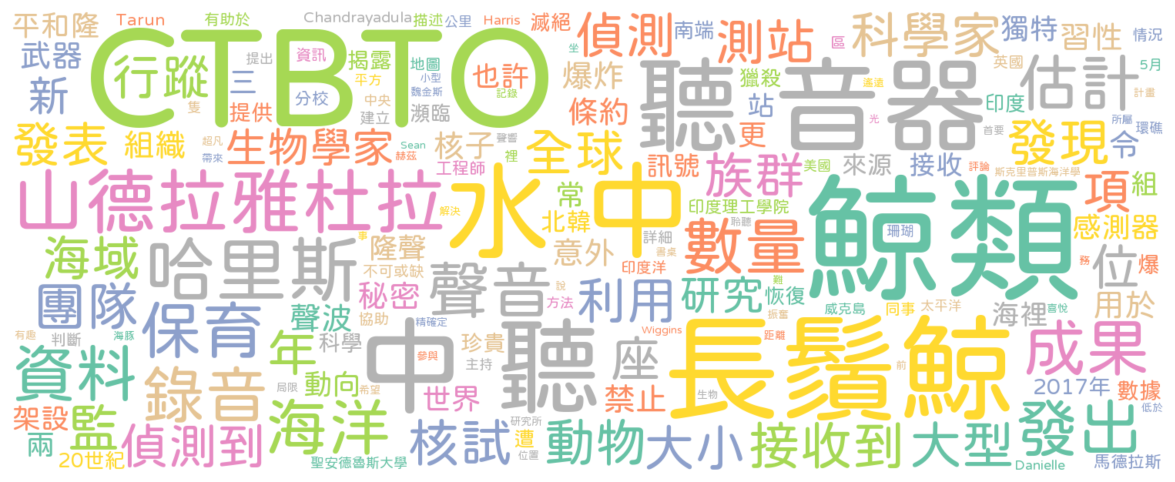 平和隆 Tarun 有助於 Chandrayadula 描述 公里 Harris 滅絕 偵測 南端 測站 區 科學家 獨特 習性 情況
武器 CTBTO 行蹤 提出 資訊 揭露 地圖 也許 爆炸 獵殺 遙遠 英國 5月
新 三 隻 分校 平方 小型 中央 魏金斯 記錄 瀕臨 條約 站 聽音器 光 印度 估計 計畫
發表 組織 提供 建立 核子 坐 全球 更 首要 發現 所屬 環礁 令
超凡 生物學家 帶來 Sean 赫茲 聲響 裡 工程師 訊號 族群 美國 來源 接收 評論 斯克里普斯海洋學 項 組
山德拉雅杜拉 解決 水中 常 北韓 印度理工學院 鯨類 珊瑚 感測器
海域 哈里斯 隆聲 軍 書桌 意外 詳細 聆聽 數量 位 爆
團隊 保育 聲波 不可或缺 秘密 協助 聲音 說 方法 印度洋 利用 研究 恢復 難 振奮 威克島 同事 太平洋 海裡 喜悅 務 用於
有趣 判斷 海豚 年 科學 中聽 參與 精確定 珍貴 主持 座 Wiggins 距離 長鬚鯨 前 成果
資料 錄音 動向 局限 希望 世界 禁止 生物 2017年 數據 低於
架設 監 兩 海洋 核試 研究所 遭 位置 動物 大小 接收到 大型 發出
20世紀 偵測到 聖安德魯斯大學 Danielle 馬德拉斯